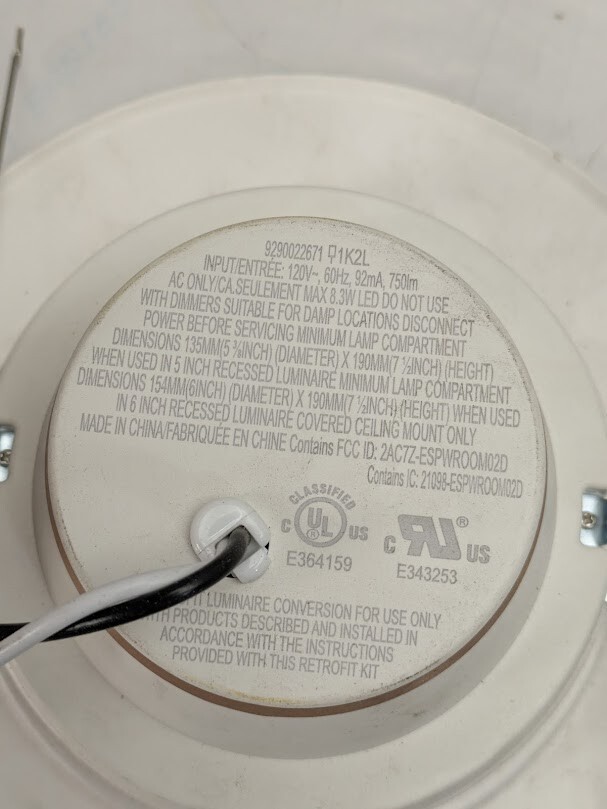 9290022671 1K2L
INPUT/ENTRÉE: 120V~, 60Hz, 92mA, 750lm
AC ONLY/CA.SEULEMENT MAX 8.3W LED DO NOT USE
WITH DIMMERS SUITABLE FOR DAMP LOCATIONS DISCONNECT
POWER BEFORE SERVICING MINIMUM LAMP COMPARTMENT
DIMENSIONS 135MM(5 ⅜INCH) (DIAMETER) X 190MM(7 ½INCH) (HEIGHT)
WHEN USED IN 5 INCH RECESSED LUMINAIRE MINIMUM LAMP COMPARTMENT
DIMENSIONS 154MM(6INCH) (DIAMETER) X 190MM(7 ½INCH) (HEIGHT) WHEN USED
IN 6 INCH RECESSED LUMINAIRE COVERED CEILING MOUNT ONLY
MADE IN CHINA/FABRIQUÉE EN CHINE Contains FCC ID: 2AC7Z-ESPWROOM02D
Contains IC: 21098-ESPWROOM02D
CLASSIFIED
C UL® US
E364159
C RU® US
E343253
LUMINAIRE CONVERSION FOR USE ONLY
PRODUCTS DESCRIBED AND INSTALLED IN
ACCORDANCE WITH THE INSTRUCTIONS
PROVIDED WITH THIS RETROFIT KIT